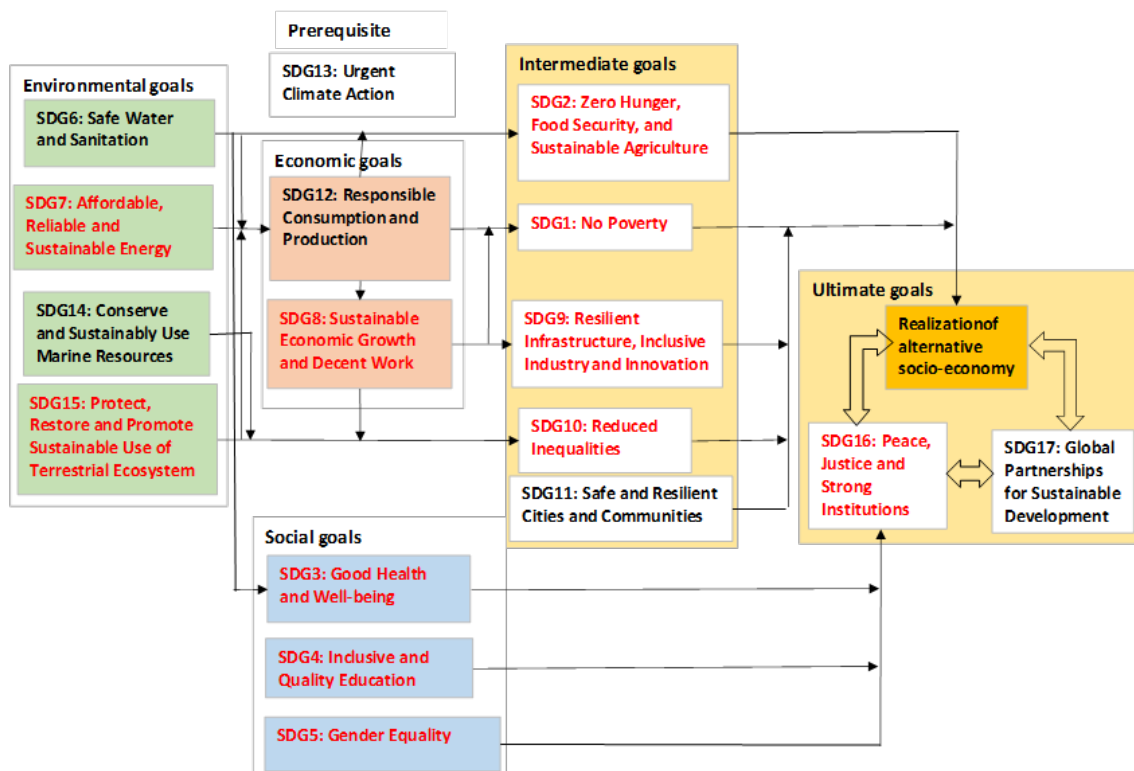 Prerequisite
SDG13: Urgent
Climate Action
Environmental goals
SDG6: Safe Water
and Sanitation
SDG7: Affordable,
Reliable and
Sustainable Energy
SDG14: Conserve
and Sustainably Use
Marine Resources
SDG15: Protect,
Restore and Promote
Sustainable Use of
Terrestrial Ecosystem
Economic goals
SDG12: Responsible
Consumption and
Production
SDG8: Sustainable
Economic Growth
and Decent Work
Social goals
SDG3: Good Health
and Well-being
SDG4: Inclusive and
Quality Education
SDG5: Gender Equality
Intermediate goals
SDG2: Zero Hunger,
Food Security, and
Sustainable Agriculture
SDG1: No Poverty
SDG9: Resilient
Infrastructure, Inclusive
Industry and Innovation
SDG10: Reduced
Inequalities
SDG11: Safe and Resilient
Cities and Communities
Ultimate goals
Realizationof
alternative
socio-economy
SDG16: Peace,
Justice and
Strong
Institutions
SDG17: Global
Partnerships
for Sustainable
Development